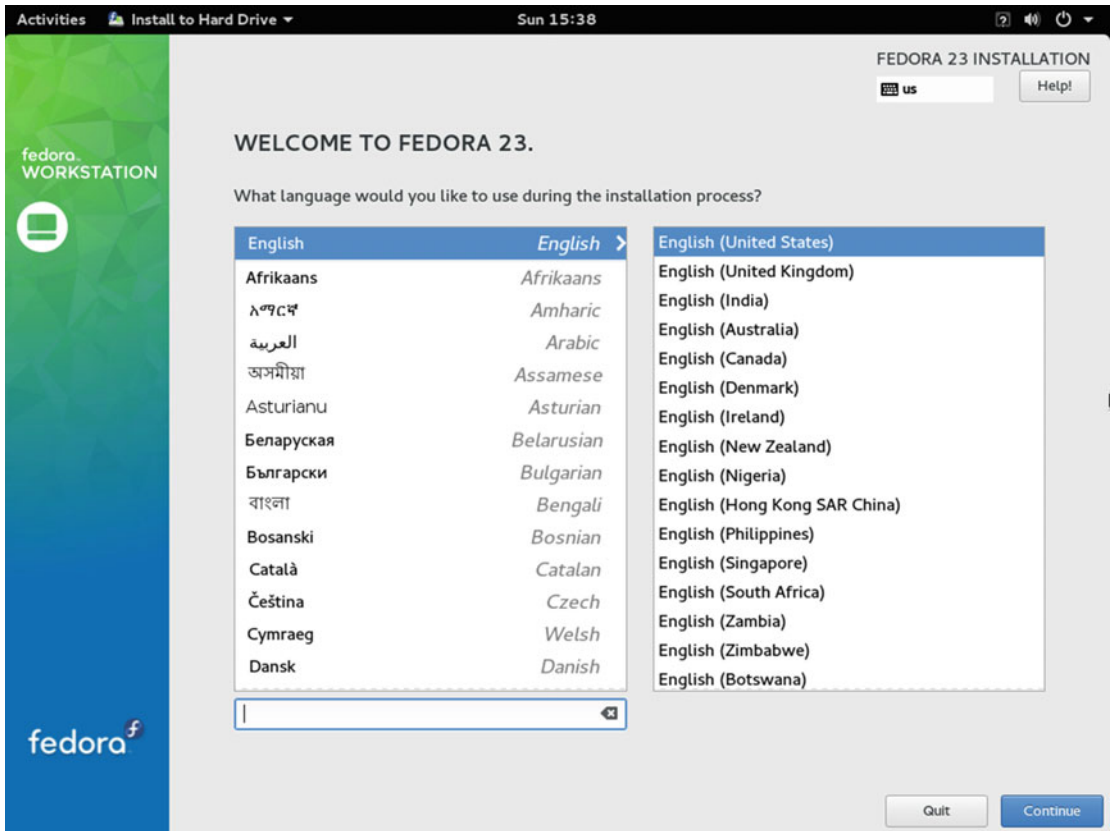 Activities Install to Hard Drive Sun 15:38
FEDORA 23 INSTALLATION
us Help!
fedora
WORKSTATION
WELCOME TO FEDORA 23.
What language would you like to use during the installation process?
English English
Afrikaans Afrikaans
አማርኛ Amharic
العربية Arabic
অসমীয়া Assamese
Asturianu Asturian
Беларуская Belarusian
Български Bulgarian
বাংলা Bengali
Bosanski Bosnian
Català Catalan
Čeština Czech
Cymraeg Welsh
Dansk Danish
English (United States)
English (United Kingdom)
English (India)
English (Australia)
English (Canada)
English (Denmark)
English (Ireland)
English (New Zealand)
English (Nigeria)
English (Hong Kong SAR China)
English (Philippines)
English (Singapore)
English (South Africa)
English (Zambia)
English (Zimbabwe)
English (Botswana)
fedora
Quit Continue